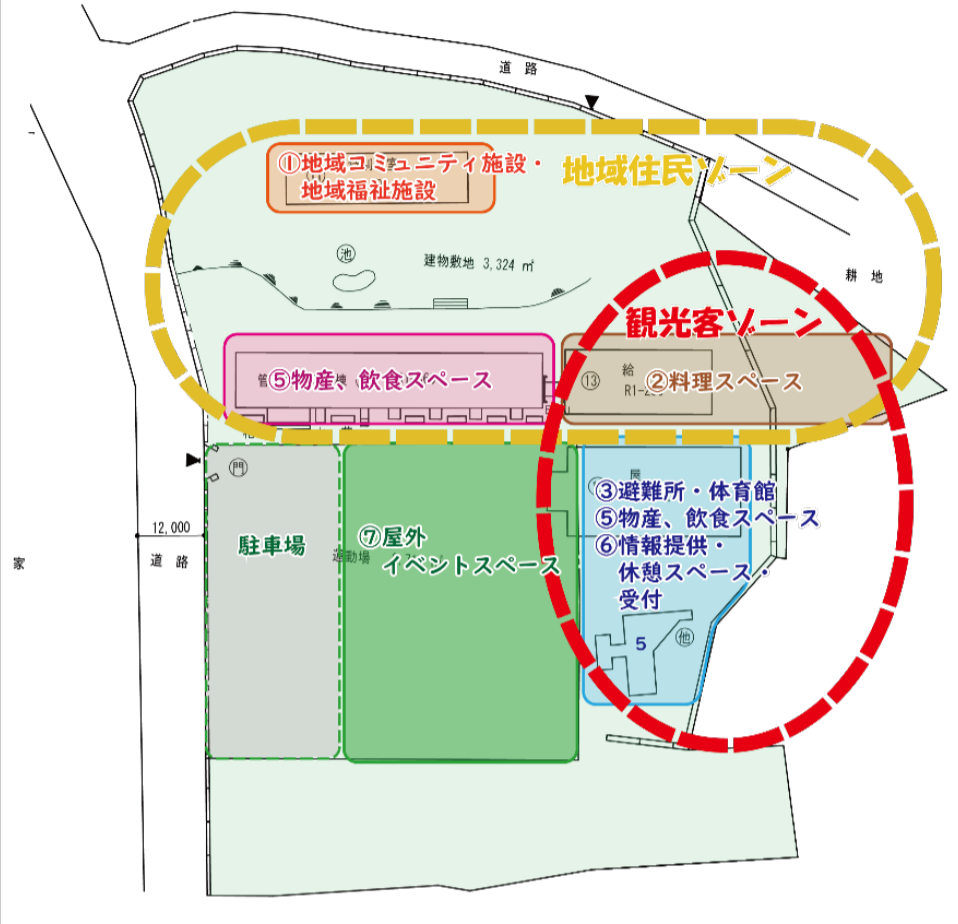 道 路
①地域コミュニティ施設・
地域福祉施設
地域住民ゾーン
池
建物敷地 3,324 ㎡
耕 地
観光客ゾーン
⑤物産、飲食スペース
⑬
給
②料理スペース
門
12,000
道 路
家
駐車場
運動場
⑦屋外
イベントスペース
③避難所・体育館
⑤物産、飲食スペース
⑥情報提供・
休憩スペース・
受付
5
他